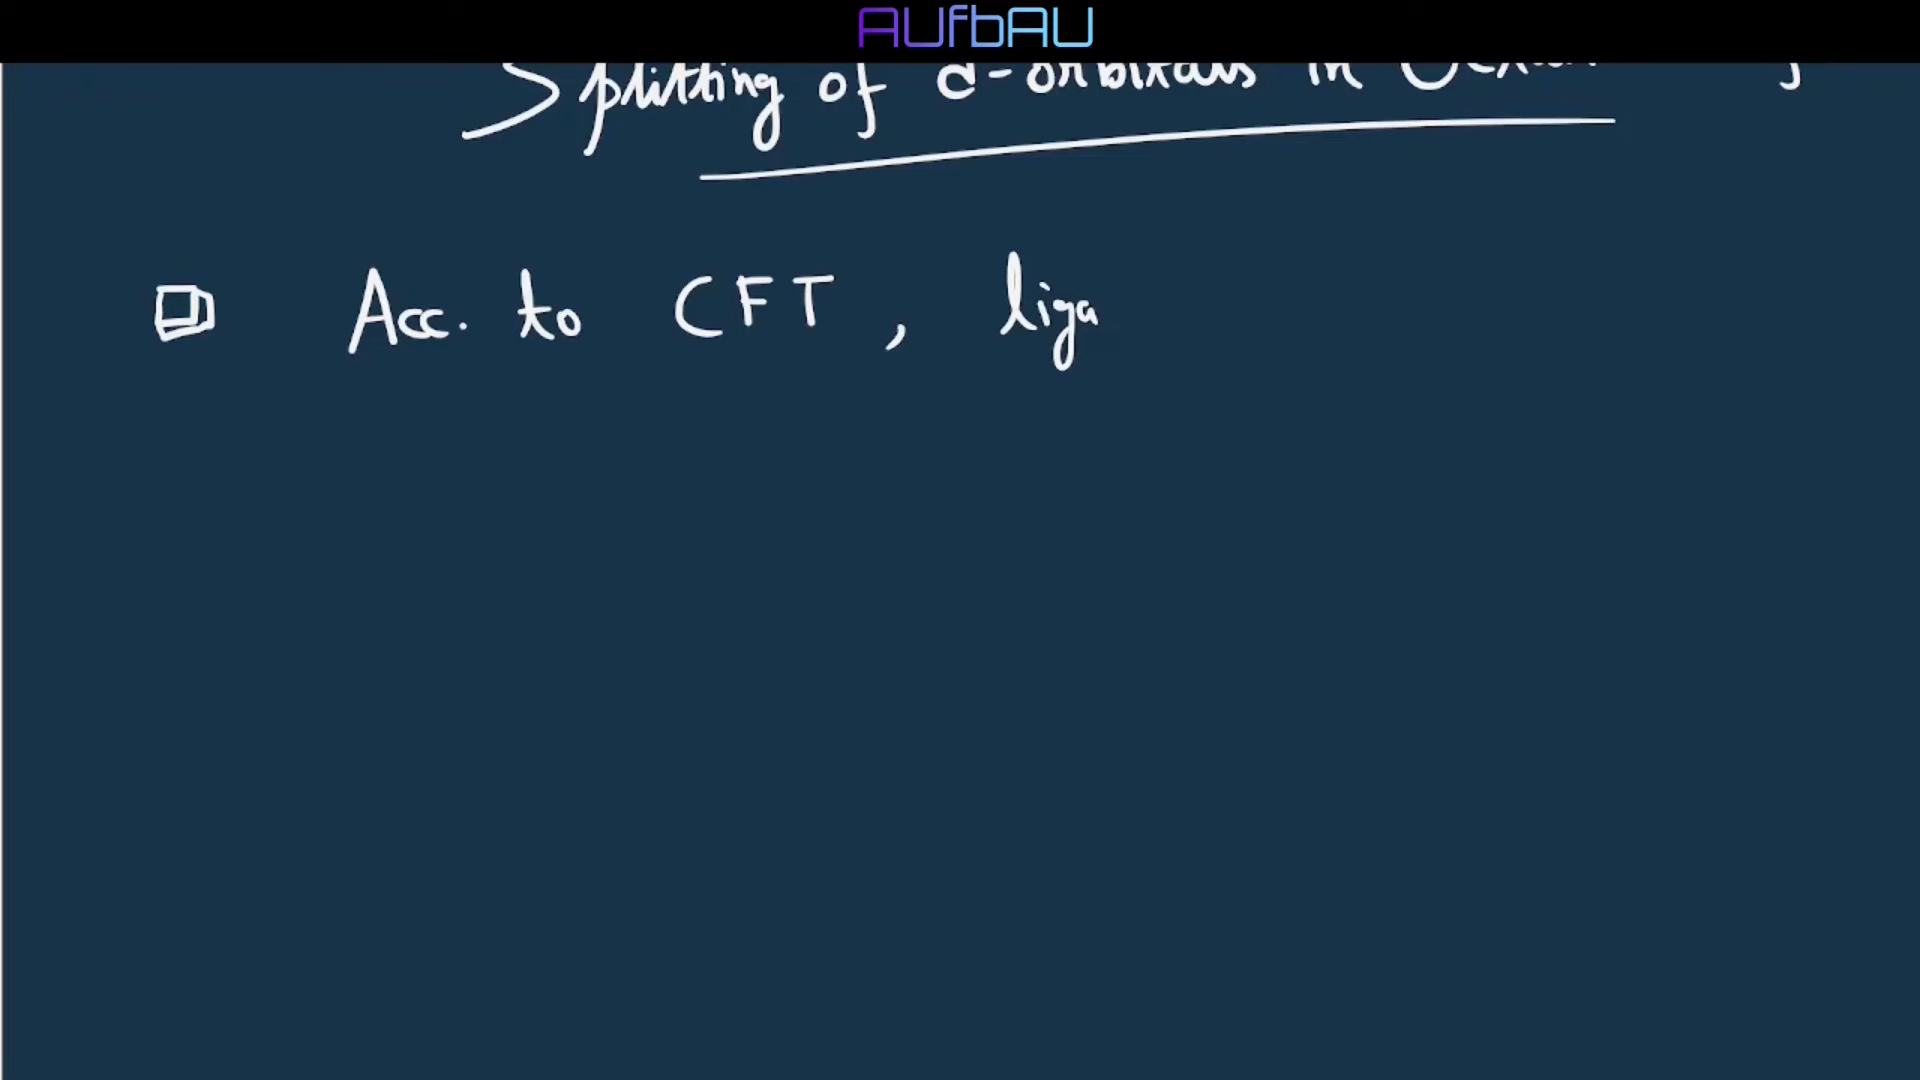 AUfbAU
Splitting of d-orbitals in
Acc. to CFT, liga